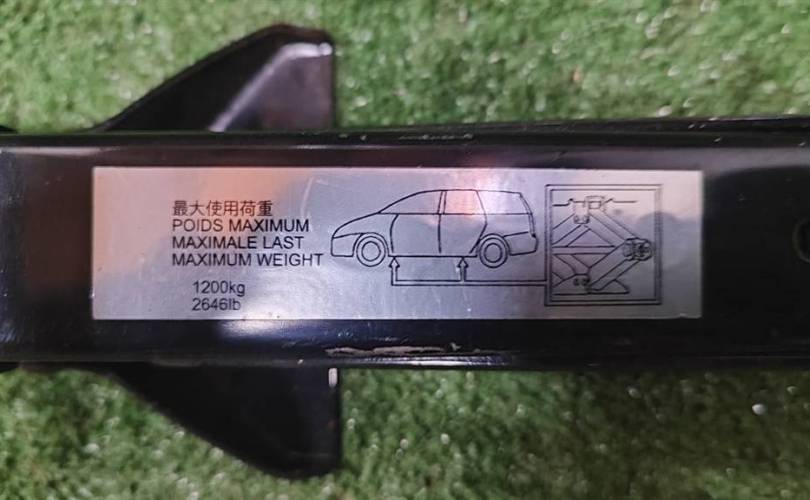 最大使用荷重
POIDS MAXIMUM
MAXIMALE LAST
MAXIMUM WEIGHT
1200kg
2646lb